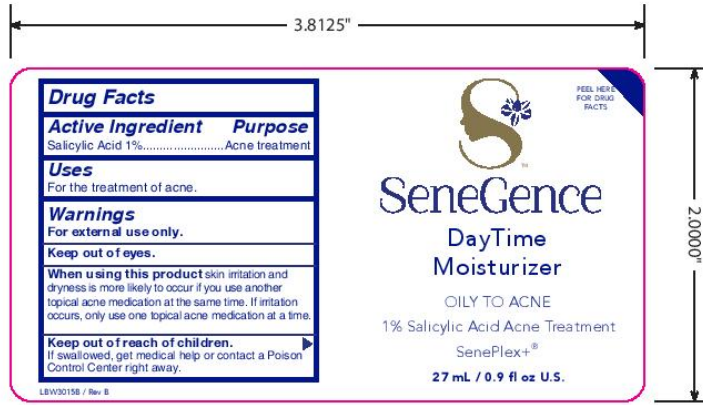 3.8125"
Drug Facts
Active Ingredient Purpose
Salicylic Acid 1%........................Acne treatment
Uses
For the treatment of acne.
Warnings
For external use only.
Keep out of eyes.
When using this product skin irritation and
dryness is more likely to occur if you use another
topical acne medication at the same time. If irritation
occurs, only use one topical acne medication at a time.
Keep out of reach of children.
If swallowed, get medical help or contact a Poison
Control Center right away.
LBW3015B / Rev B
PEEL HERE
FOR DRUG
FACTS
TM
SeneGence
DayTime
Moisturizer
OILY TO ACNE
1% Salicylic Acid Acne Treatment
SenePlex+®
27 mL / 0.9 fl oz U.S.
2.0000"